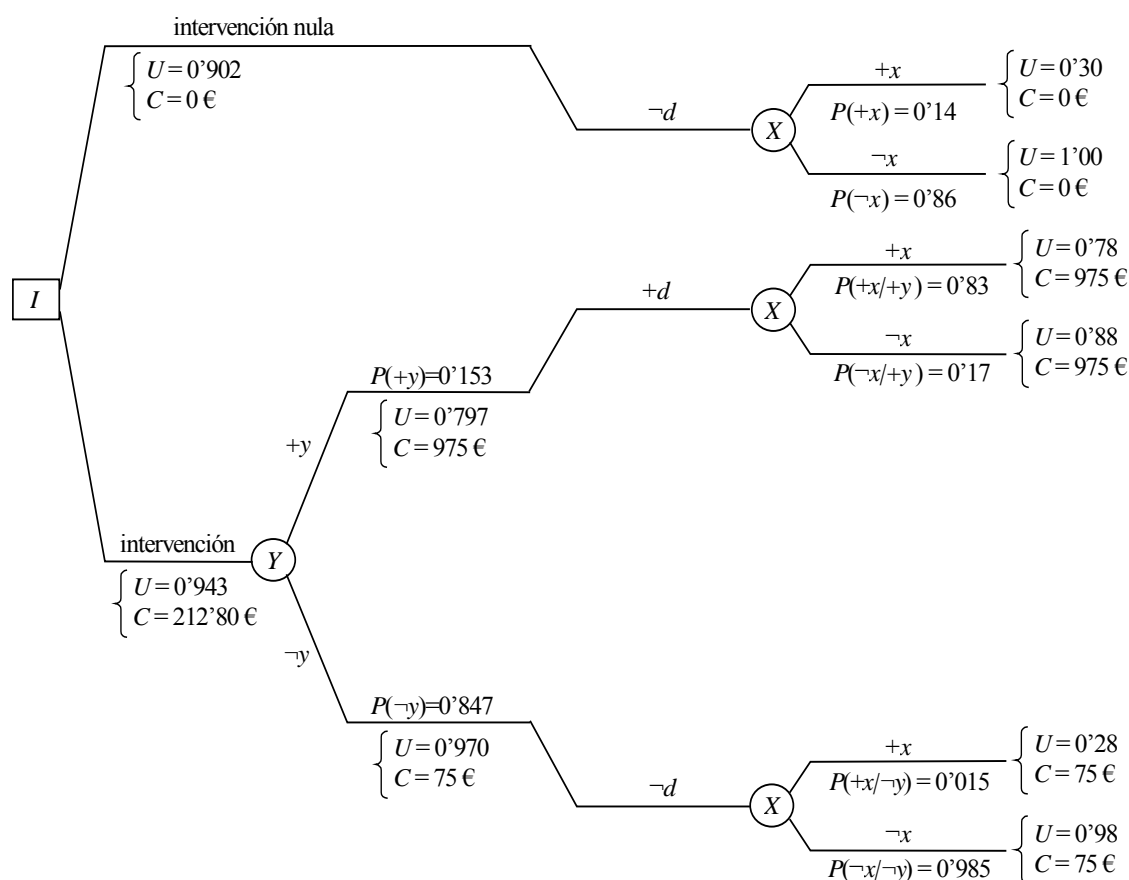 intervención nula
U = 0'902
C = 0 €
¬d
X
+x
P(+x) = 0'14
U = 0'30
C = 0 €
¬x
P(¬x) = 0'86
U = 1'00
C = 0 €
I
+d
X
+x
P(+x/+y) = 0'83
U = 0'78
C = 975 €
¬x
P(¬x/+y) = 0'17
U = 0'88
C = 975 €
P(+y)=0'153
U = 0'797
C = 975 €
+y
intervención
Y
U = 0'943
C = 212'80 €
¬y
P(¬y)=0'847
U = 0'970
C = 75 €
¬d
X
+x
P(+x/¬y) = 0'015
U = 0'28
C = 75 €
¬x
P(¬x/¬y) = 0'985
U = 0'98
C = 75 €